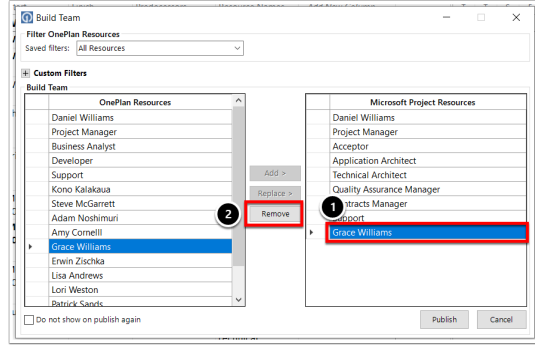 Build Team
Filter OnePlan Resources
Saved filters: All Resources
Custom Filters
Build Team
OnePlan Resources
Daniel Williams
Project Manager
Business Analyst
Developer
Support
Kono Kalakaua
Steve McGarrett
Adam Noshimuri
Amy Cornelll
Grace Williams
Erwin Zischka
Lisa Andrews
Lori Weston
Patrick Sands
Add >
Replace >
2
Remove
1
Microsoft Project Resources
Daniel Williams
Project Manager
Acceptor
Application Architect
Technical Architect
Quality Assurance Manager
ntracts Manager
upport
Grace Williams
Do not show on publish again
Publish
Cancel